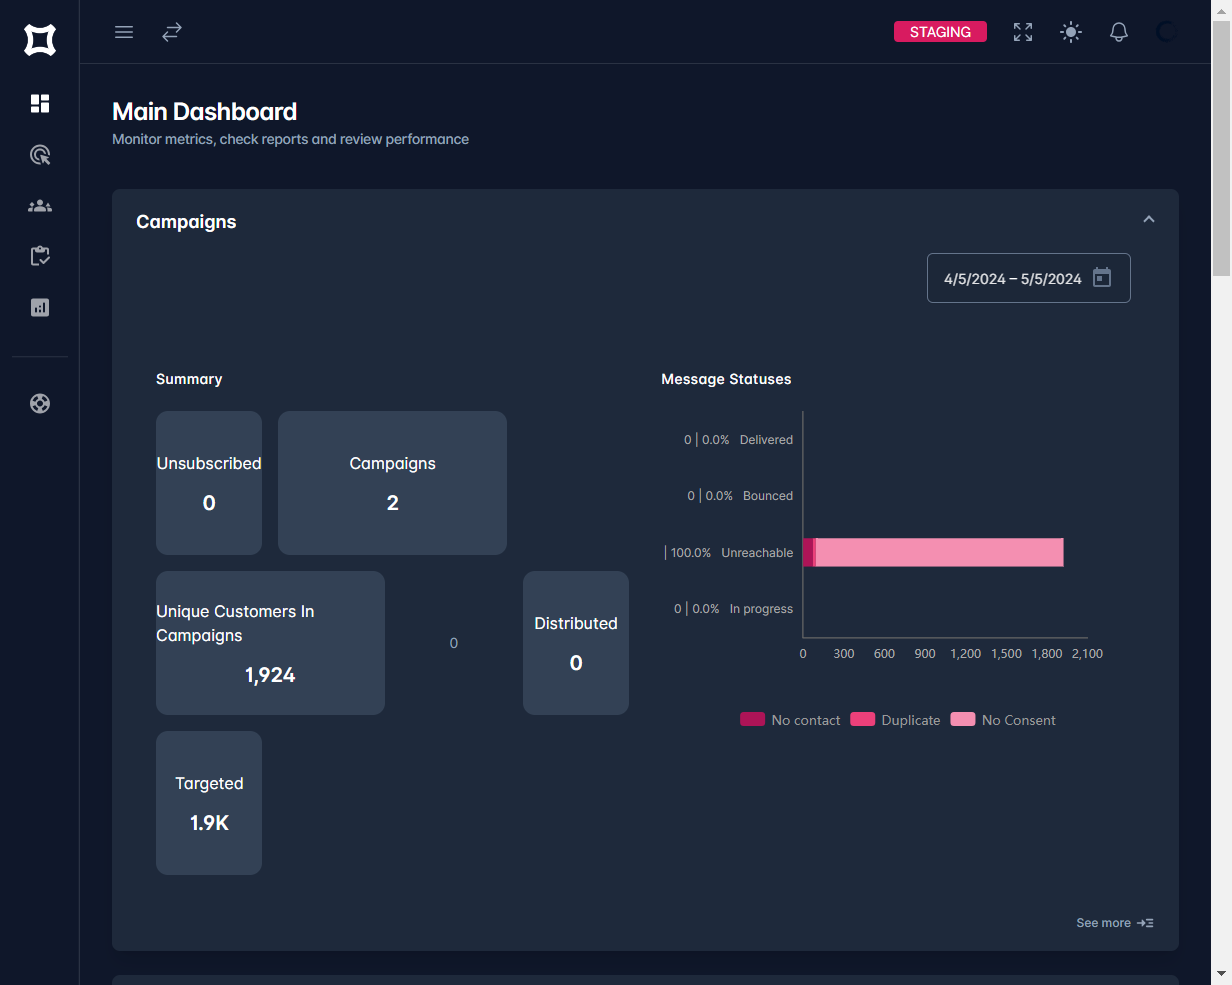 STAGING
Main Dashboard
Monitor metrics, check reports and review performance
Campaigns
4/5/2024 – 5/5/2024
Summary
Unsubscribed
0
Campaigns
2
Unique Customers In
Campaigns
1,924
0
Distributed
0
Targeted
1.9K
Message Statuses
0 | 0.0% Delivered
0 | 0.0% Bounced
| 100.0% Unreachable
0 | 0.0% In progress
0 300 600 900 1,200 1,500 1,800 2,100
No contact Duplicate No Consent
See more